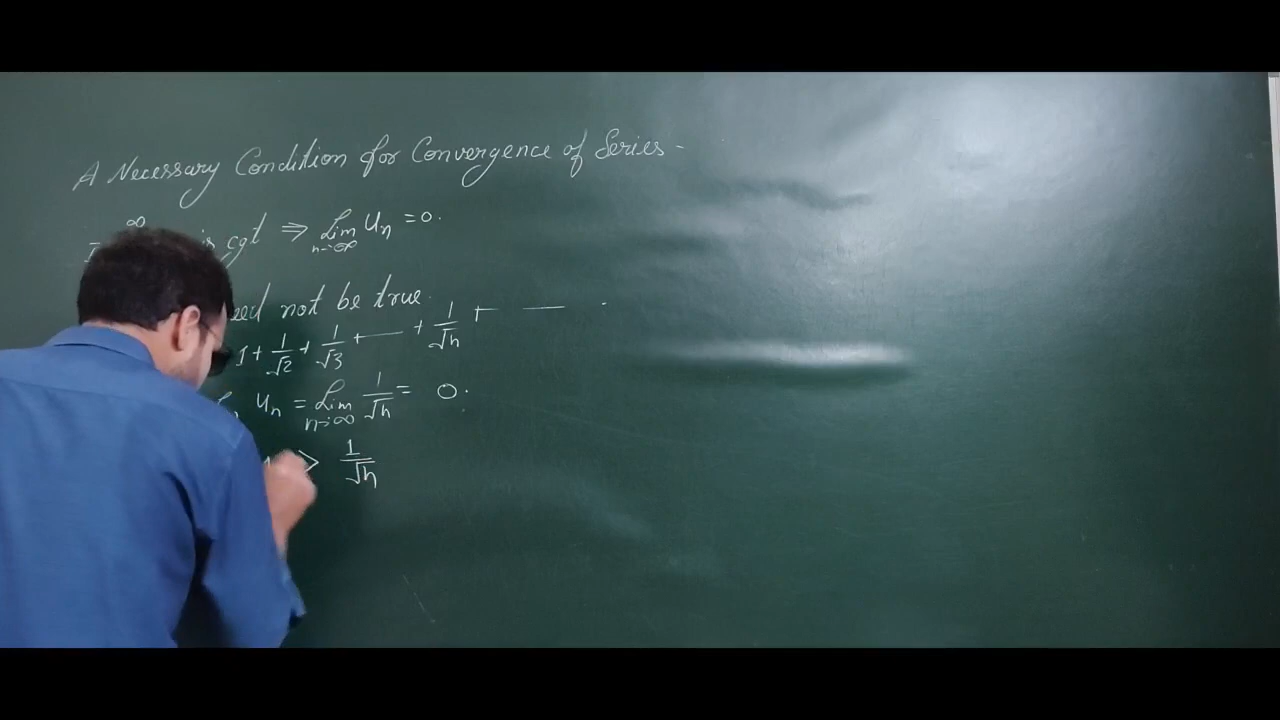 A Necessary Condition for Convergence of Series -
∞ is cgt ⇒ Lim n→∞ Un = 0.
not be true.
1 + 1/√2 + 1/√3 + — + 1/√n + —
Un = Lim n→∞ 1/√n = 0.
> 1/√n